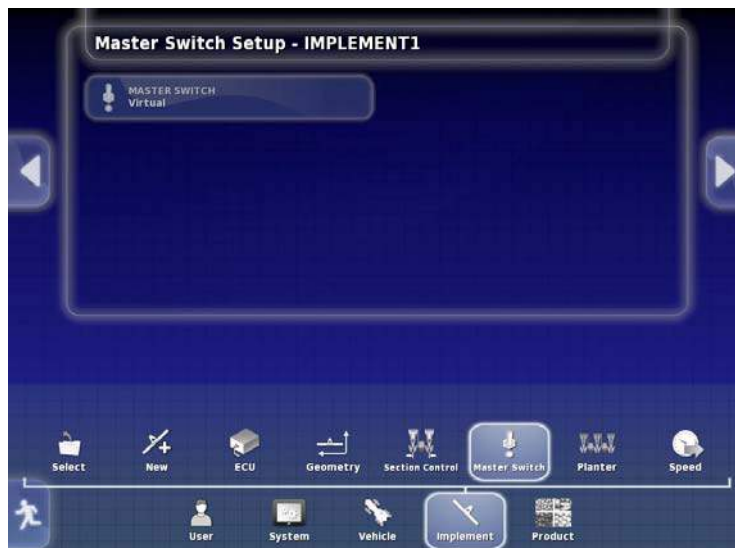 Master Switch Setup - IMPLEMENT1
MASTER SWITCH
Virtual
Select
New
ECU
Geometry
Section Control
Master Switch
Planter
Speed
User
System
Vehicle
Implement
Product